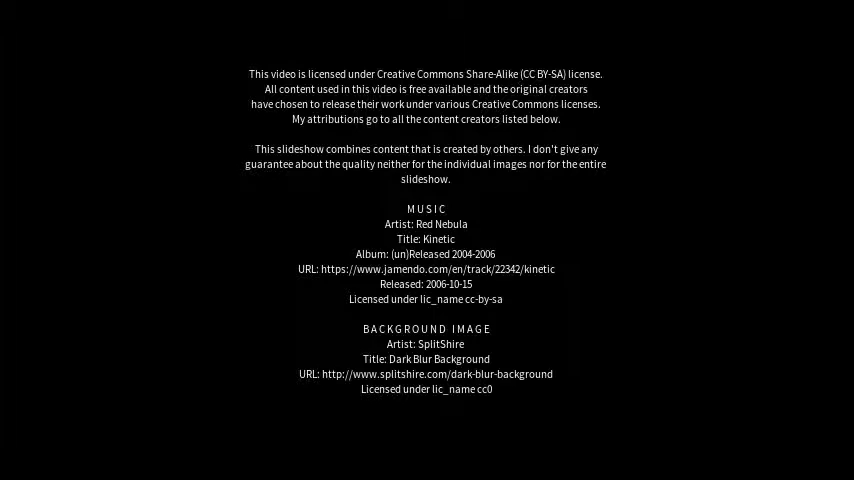 This video is licensed under Creative Commons Share-Alike (CC BY-SA) license.
All content used in this video is free available and the original creators
have chosen to release their work under various Creative Commons licenses.
My attributions go to all the content creators listed below.
This slideshow combines content that is created by others. I don't give any
guarantee about the quality neither for the individual images nor for the entire
slideshow.
M U S I C
Artist: Red Nebula
Title: Kinetic
Album: (un)Released 2004-2006
URL: https://www.jamendo.com/en/track/22342/kinetic
Released: 2006-10-15
Licensed under lic_name cc-by-sa
B A C K G R O U N D   I M A G E
Artist: SplitShire
Title: Dark Blur Background
URL: http://www.splitshire.com/dark-blur-background
Licensed under lic_name cc0